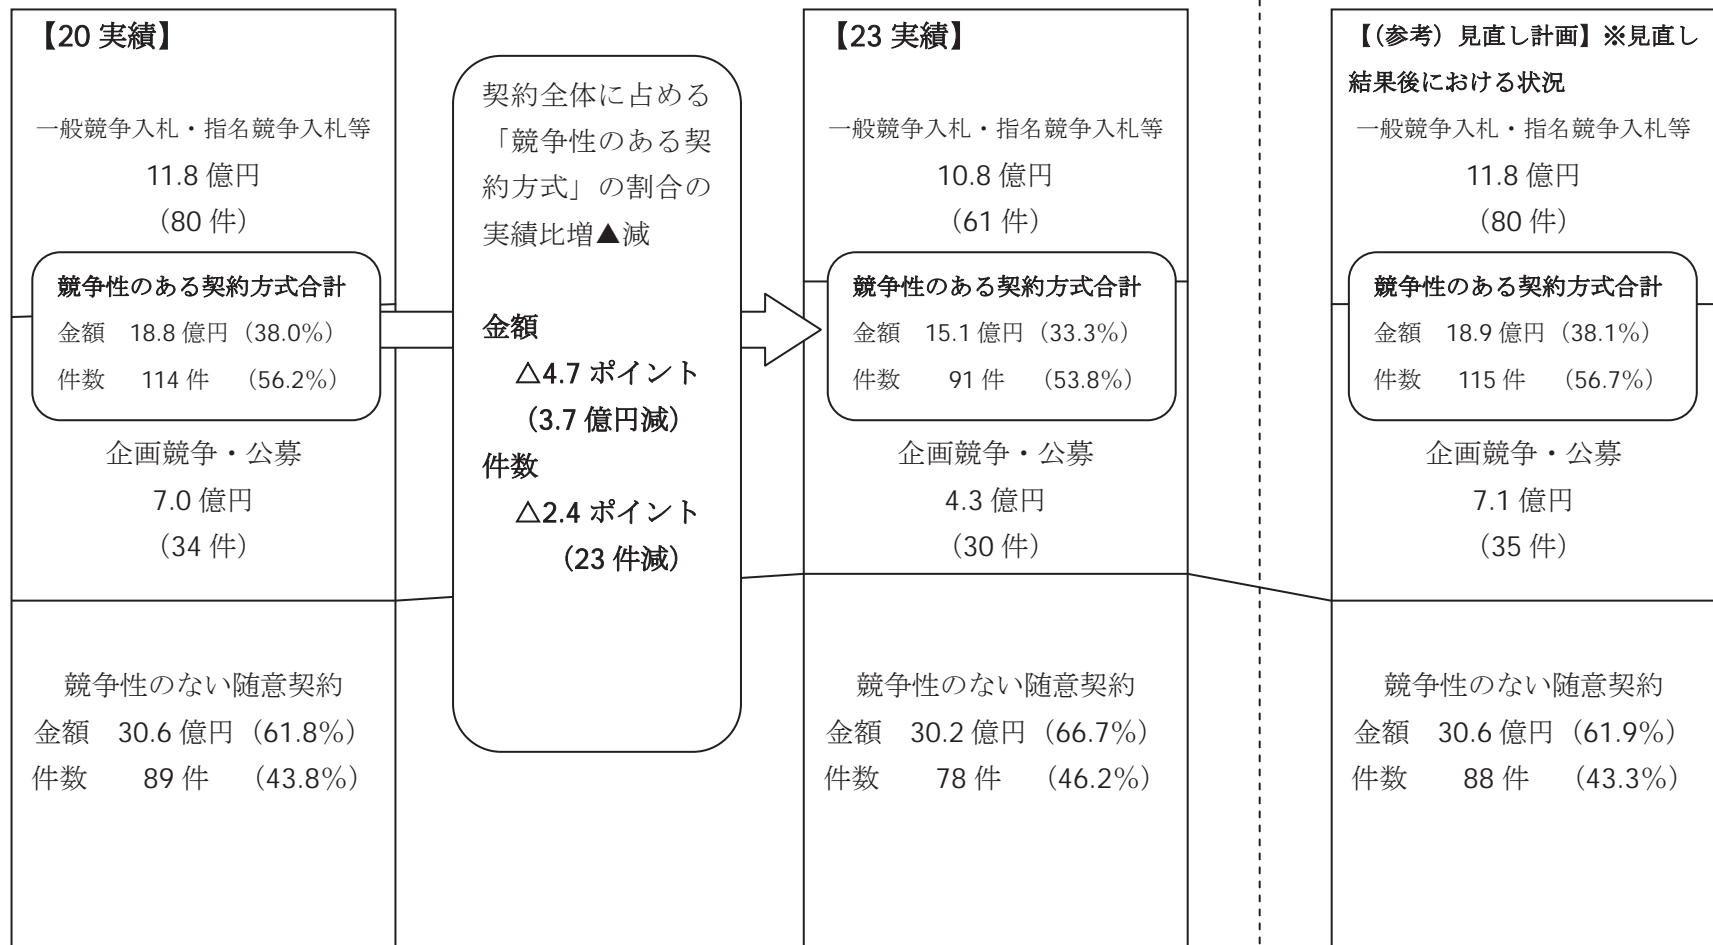 【20 実績】
一般競争入札・指名競争入札等
11.8 億円
（80 件）
競争性のある契約方式合計
金額 18.8 億円（38.0％）
件数 114 件 （56.2％）
企画競争・公募
7.0 億円
（34 件）
競争性のない随意契約
金額 30.6 億円（61.8％）
件数 89 件 （43.8％）
契約全体に占める
「競争性のある契
約方式」の割合の
実績比増▲減
金額
△4.7 ポイント
（3.7 億円減）
件数
△2.4 ポイント
（23 件減）
【23 実績】
一般競争入札・指名競争入札等
10.8 億円
（61 件）
競争性のある契約方式合計
金額 15.1 億円（33.3％）
件数 91 件 （53.8％）
企画競争・公募
4.3 億円
（30 件）
競争性のない随意契約
金額 30.2 億円（66.7％）
件数 78 件 （46.2％）
【（参考）見直し計画】※見直し
結果後における状況
一般競争入札・指名競争入札等
11.8 億円
（80 件）
競争性のある契約方式合計
金額 18.9 億円（38.1％）
件数 115 件 （56.7％）
企画競争・公募
7.1 億円
（35 件）
競争性のない随意契約
金額 30.6 億円（61.9％）
件数 88 件 （43.3％）